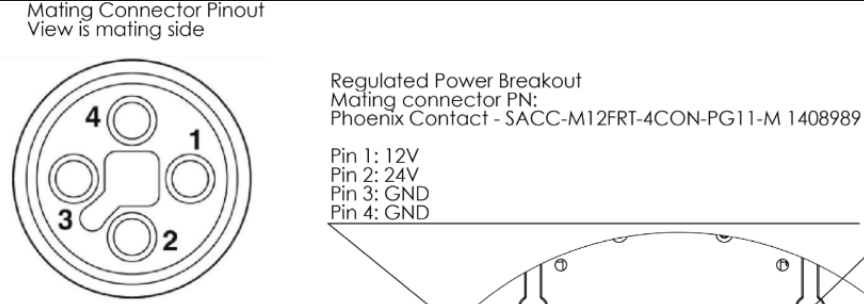 Mating Connector Pinout
View is mating side
4
1
3
2
Regulated Power Breakout
Mating connector PN:
Phoenix Contact - SACC-M12FRT-4CON-PG11-M 1408989
Pin 1: 12V
Pin 2: 24V
Pin 3: GND
Pin 4: GND